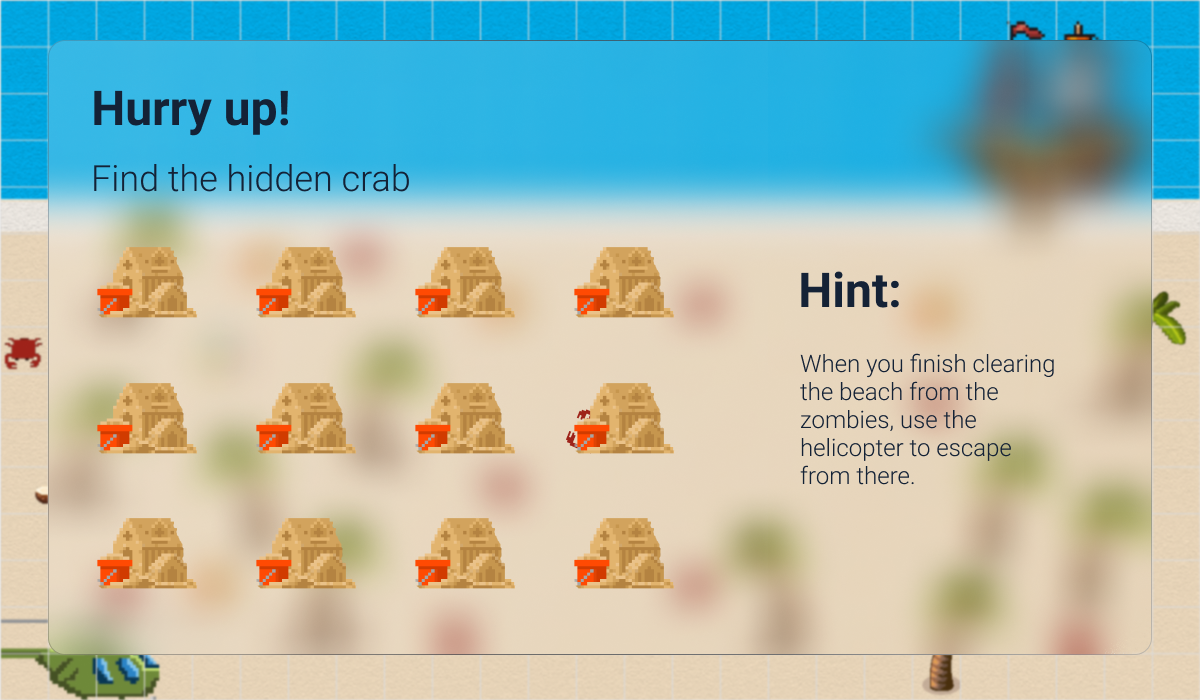 Hurry up!
Find the hidden crab
Hint:
When you finish clearing
the beach from the
zombies, use the
helicopter to escape
from there.